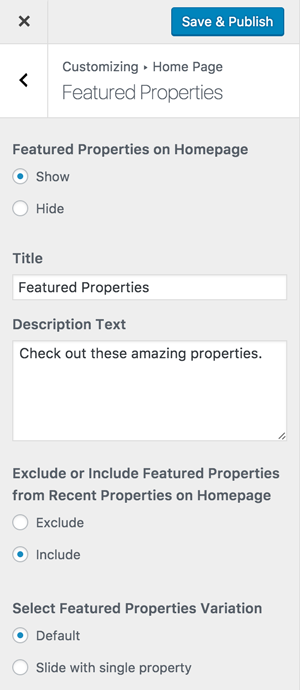 Save & Publish
Customizing ▸ Home Page
Featured Properties
Featured Properties on Homepage
Show
Hide
Title
Featured Properties
Description Text
Check out these amazing properties.
Exclude or Include Featured Properties
from Recent Properties on Homepage
Exclude
Include
Select Featured Properties Variation
Default
Slide with single property